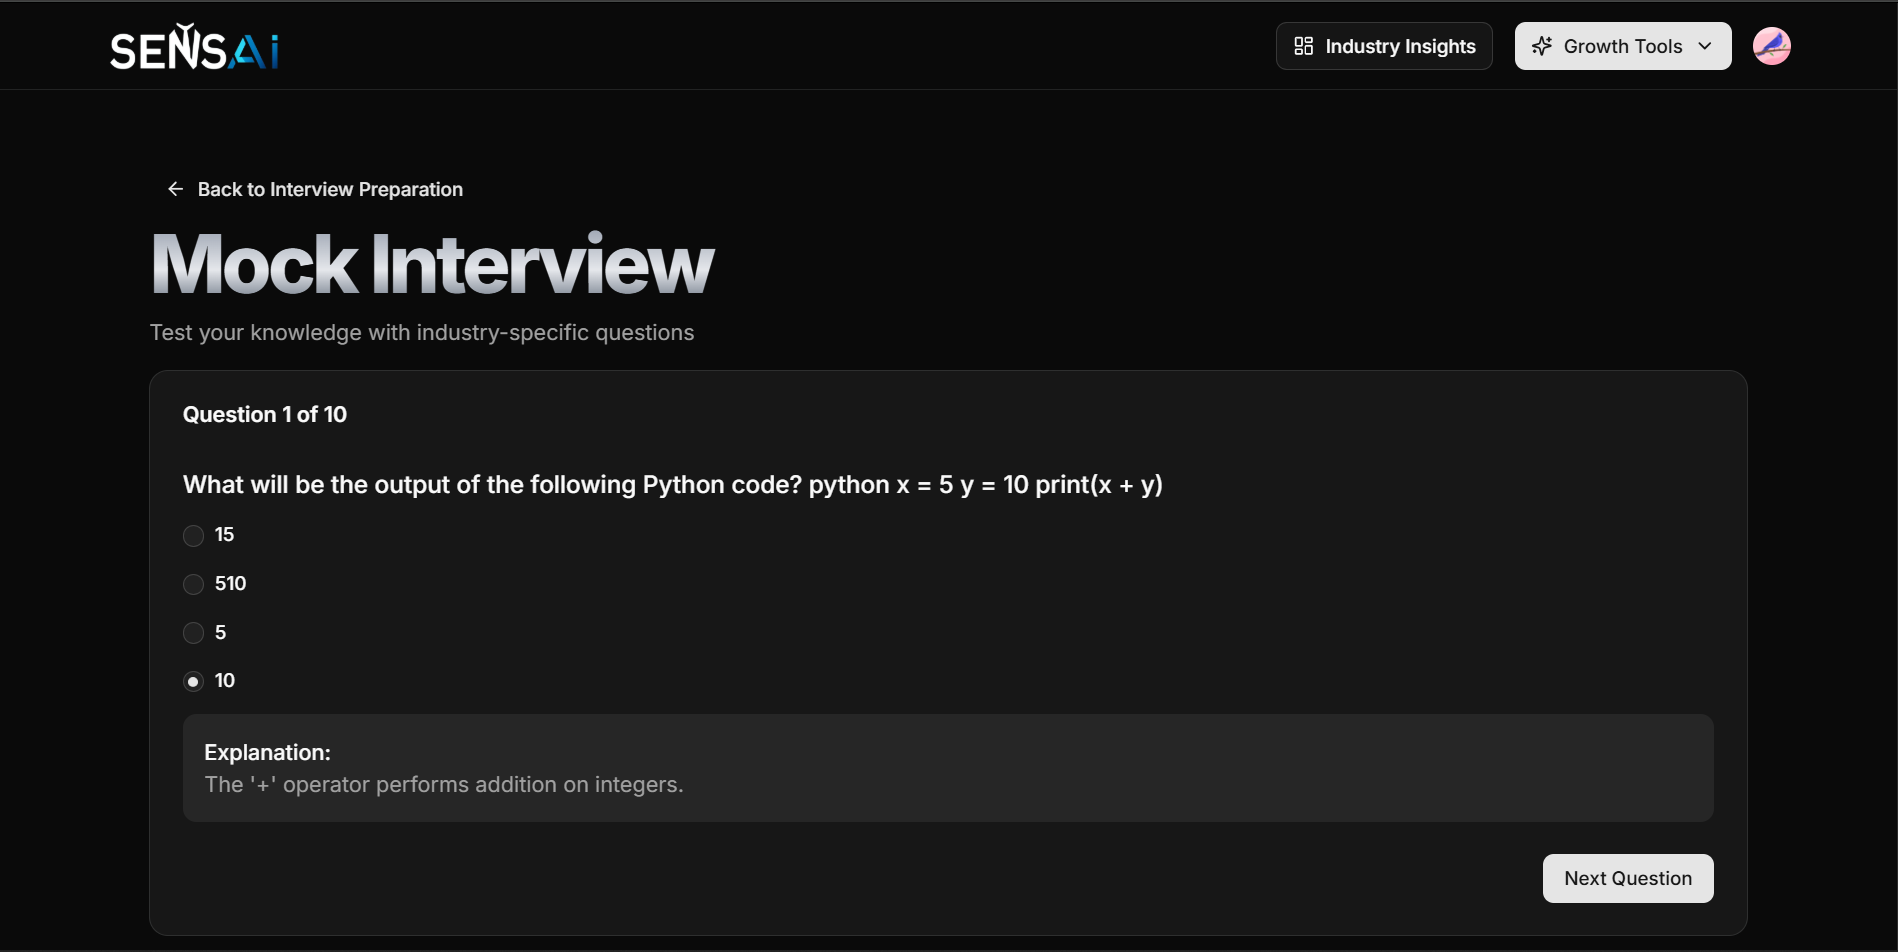 SENSAi
Industry Insights
Growth Tools
Back to Interview Preparation
Mock Interview
Test your knowledge with industry-specific questions
Question 1 of 10
What will be the output of the following Python code? python x = 5 y = 10 print(x + y)
15
510
5
10
Explanation:
The '+' operator performs addition on integers.
Next Question